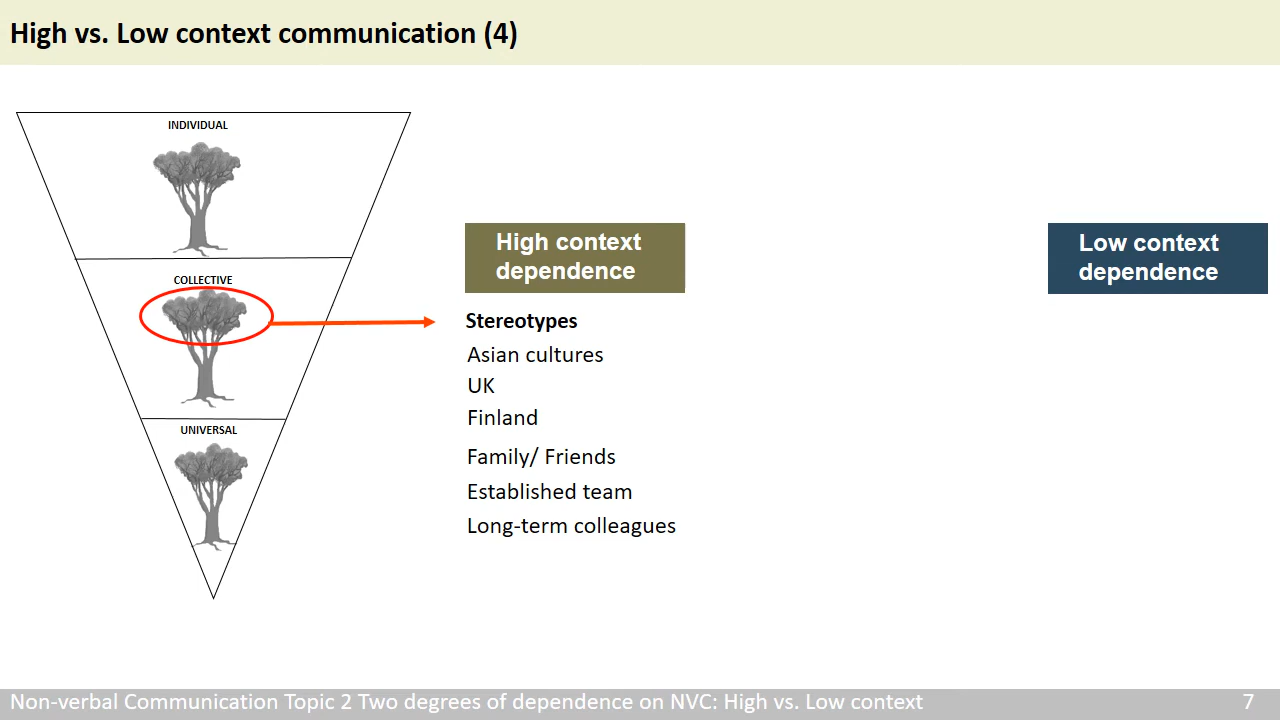 High vs. Low context communication (4)
INDIVIDUAL
COLLECTIVE
UNIVERSAL
High context
dependence
Stereotypes
Asian cultures
UK
Finland
Family/ Friends
Established team
Long-term colleagues
Low context
dependence
Non-verbal Communication Topic 2 Two degrees of dependence on NVC: High vs. Low context
7